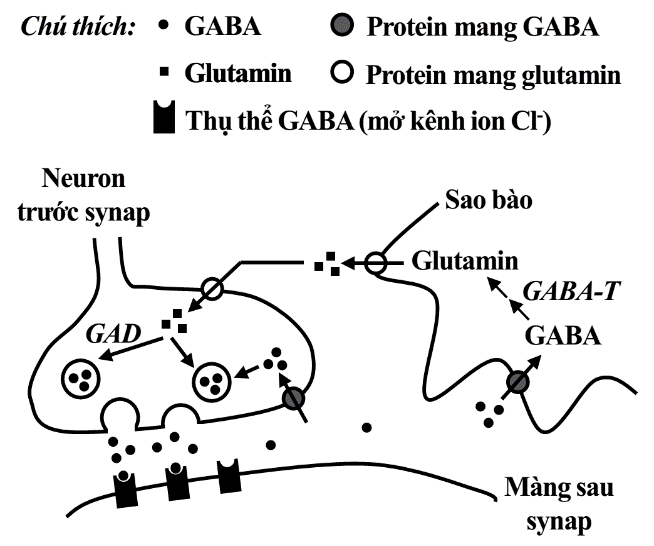 Chú thích: GABA Protein mang GABA
Glutamin Protein mang glutamin
Thụ thể GABA (mở kênh ion Cl-)
Neuron
trước synap
Sao bào
Glutamin
GABA-T
GABA
GAD
Màng sau
synap